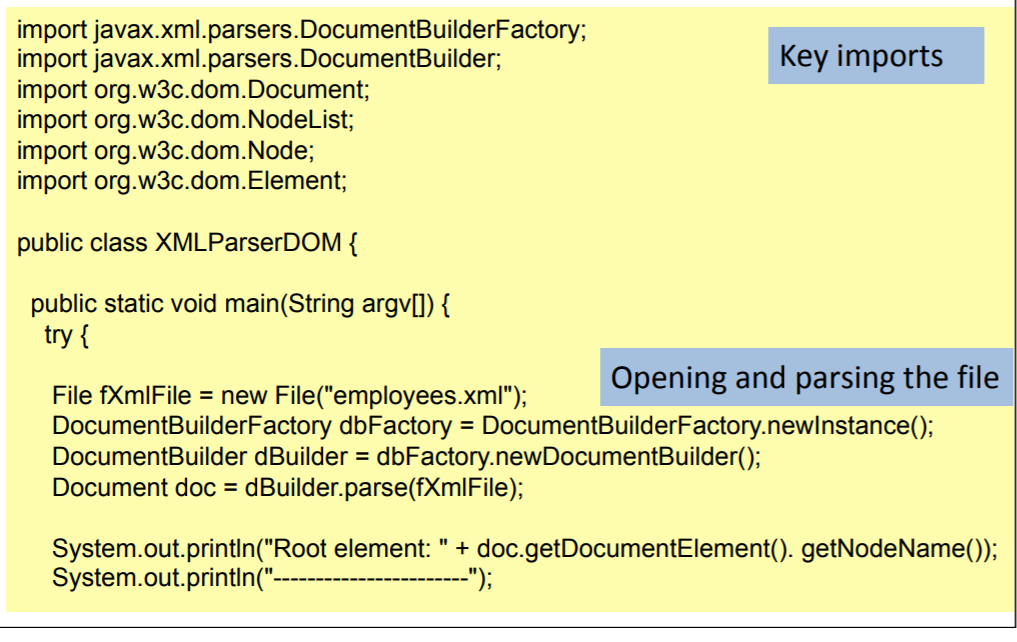 import javax.xml.parsers.DocumentBuilderFactory;
import javax.xml.parsers.DocumentBuilder;
Key imports
import org.w3c.dom.Document;
import org.w3c.dom.NodeList;
import org.w3c.dom.Node;
import org.w3c.dom.Element;
public class XMLParserDOM {
public static void main(String argv[]) {
try {
Opening and parsing the file
File fXmlFile = new File("employees.xml");
DocumentBuilderFactory dbFactory = DocumentBuilderFactory.newInstance();
DocumentBuilder dBuilder = dbFactory.newDocumentBuilder();
Document doc = dBuilder.parse(fXmlFile);
System.out.println("Root element: " + doc.getDocumentElement(). getNodeName());
System.out.println("-----------------------");